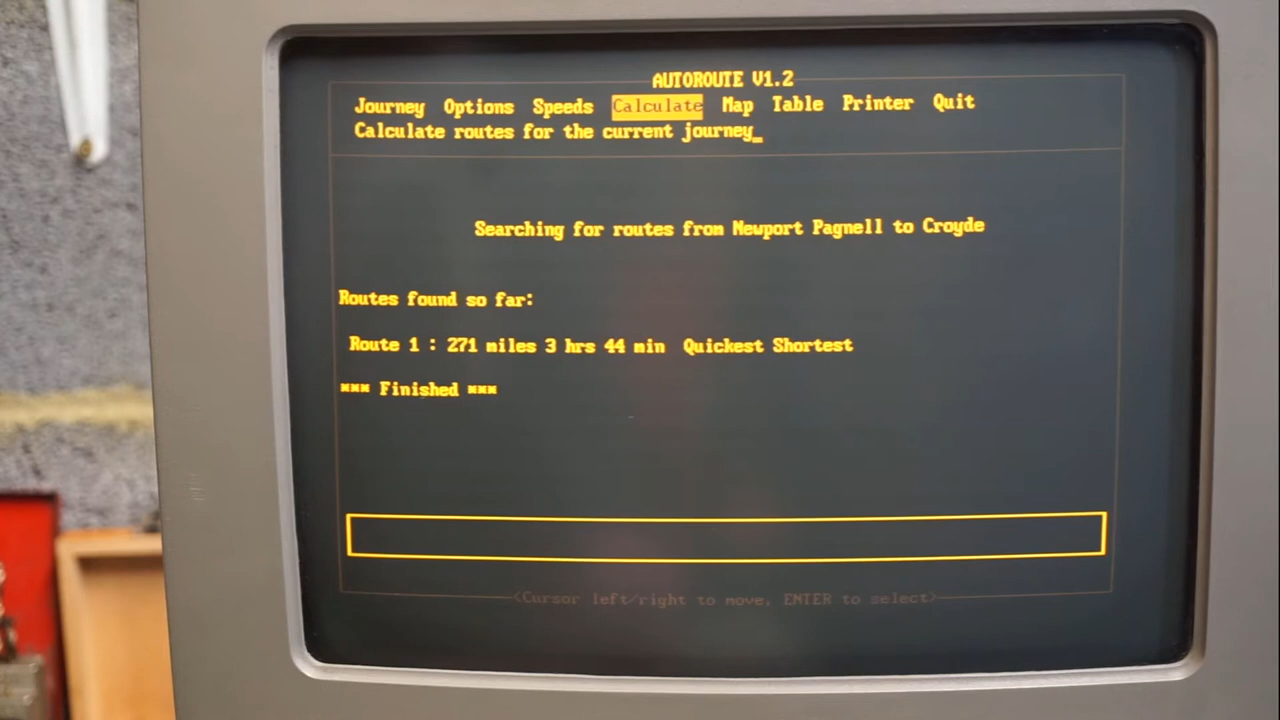 AUTOROUTE V1.2
Journey Options Speeds Calculate Map Table Printer Quit
Calculate routes for the current journey_
Searching for routes from Newport Pagnell to Croyde
Routes found so far:
Route 1 : 271 miles 3 hrs 44 min Quickest Shortest
*** Finished ***
<Cursor left/right to move, ENTER to select>